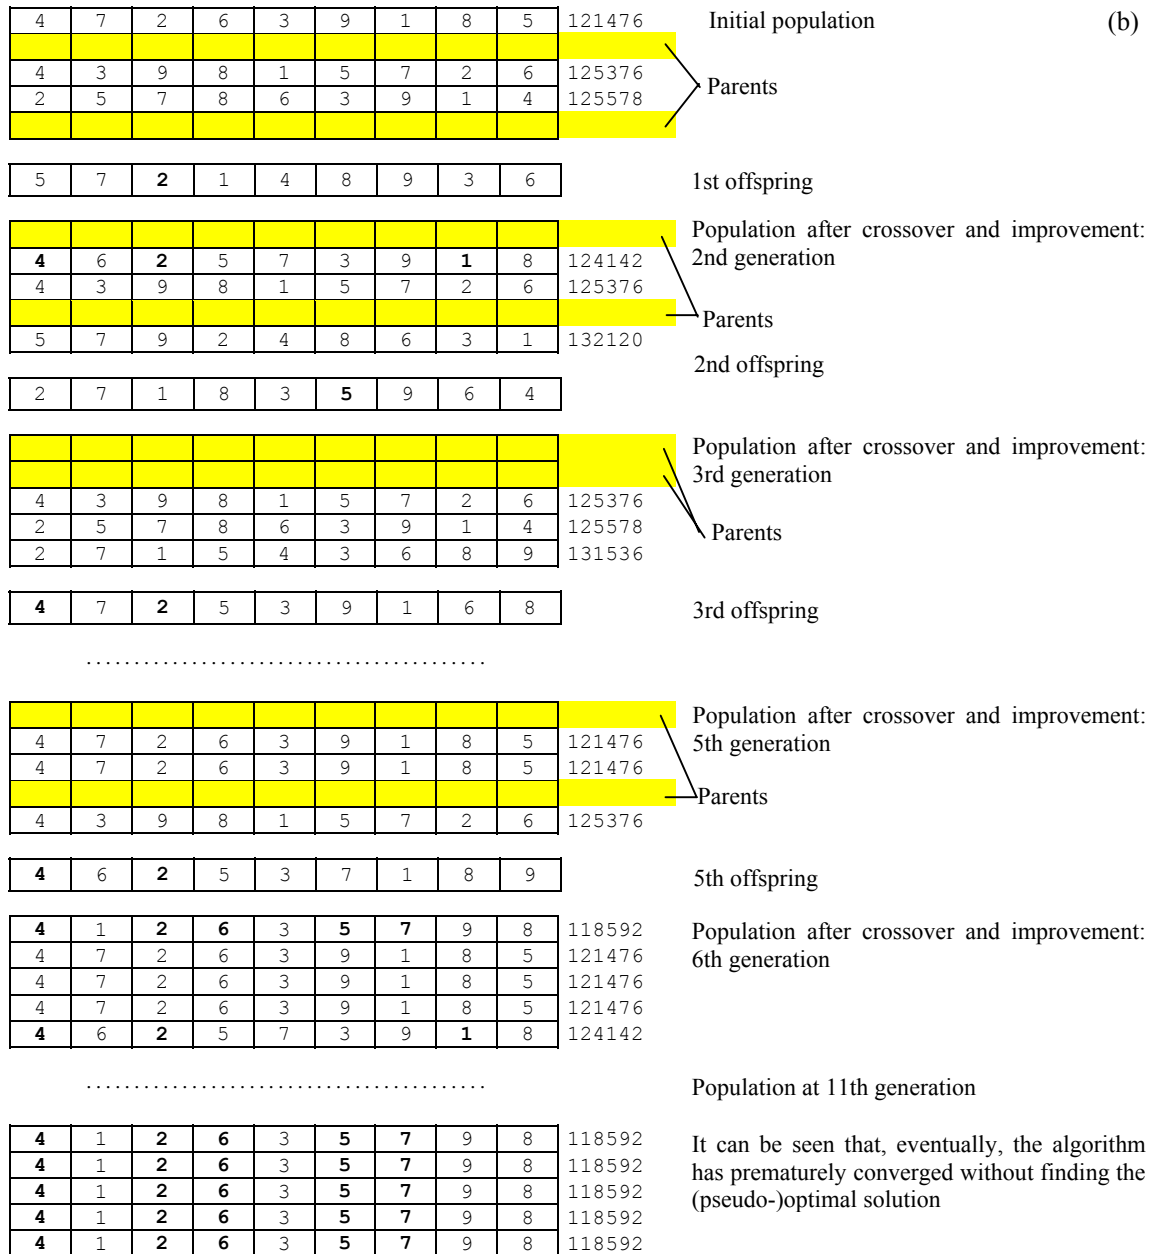 4 7 2 6 3 9 1 8 5 121476 Initial population (b)
4 3 9 8 1 5 7 2 6 125376
Parents
2 5 7 8 6 3 9 1 4 125578
5 7 2 1 4 8 9 3 6 1st offspring
Population after crossover and improvement:
4 6 2 5 7 3 9 1 8 124142 2nd generation
4 3 9 8 1 5 7 2 6 125376
Parents
5 7 9 2 4 8 6 3 1 132120
2nd offspring
2 7 1 8 3 5 9 6 4
Population after crossover and improvement:
3rd generation
4 3 9 8 1 5 7 2 6 125376
2 5 7 8 6 3 9 1 4 125578
Parents
2 7 1 5 4 3 6 8 9 131536
4 7 2 5 3 9 1 6 8 3rd offspring
..........................................
Population after crossover and improvement:
4 7 2 6 3 9 1 8 5 121476 5th generation
4 7 2 6 3 9 1 8 5 121476
Parents
4 3 9 8 1 5 7 2 6 125376
4 6 2 5 3 7 1 8 9 5th offspring
4 1 2 6 3 5 7 9 8 118592 Population after crossover and improvement:
4 7 2 6 3 9 1 8 5 121476 6th generation
4 7 2 6 3 9 1 8 5 121476
4 7 2 6 3 9 1 8 5 121476
4 6 2 5 7 3 9 1 8 124142
.......................................... Population at 11th generation
4 1 2 6 3 5 7 9 8 118592 It can be seen that, eventually, the algorithm
4 1 2 6 3 5 7 9 8 118592 has prematurely converged without finding the
4 1 2 6 3 5 7 9 8 118592 (pseudo-)optimal solution
4 1 2 6 3 5 7 9 8 118592
4 1 2 6 3 5 7 9 8 118592